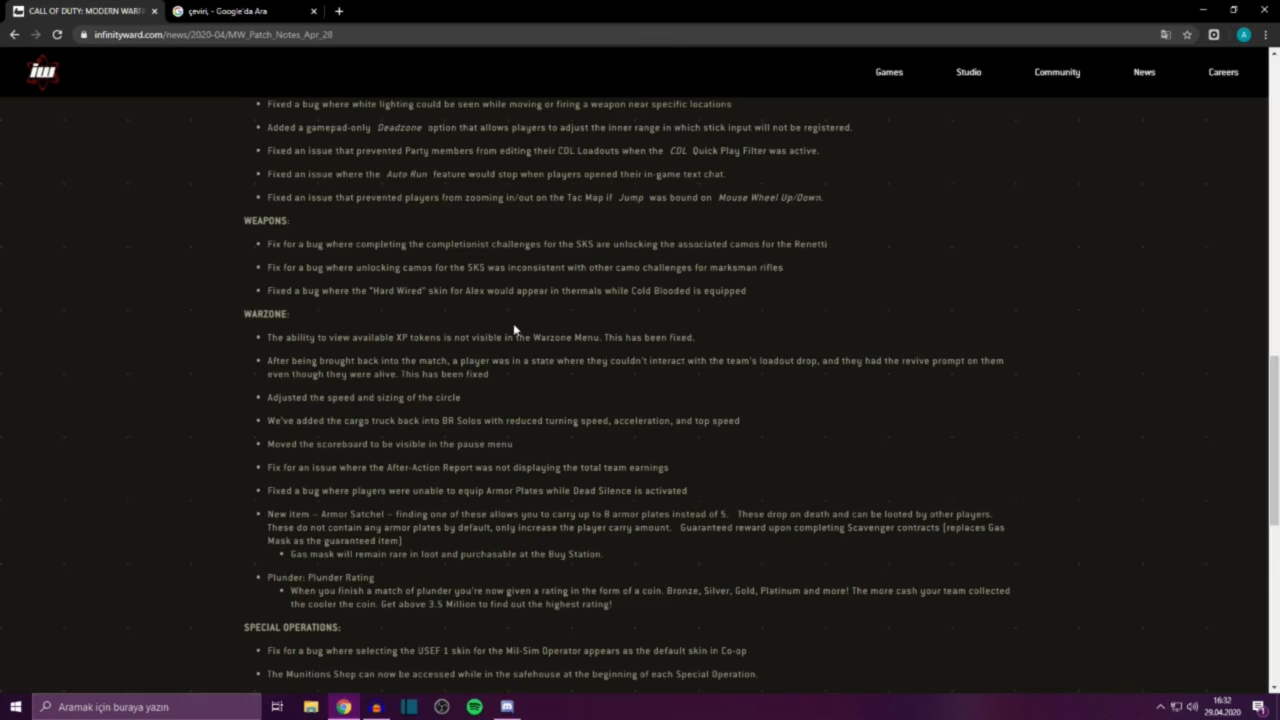 CALL OF DUTY: MODERN WARF
çeviri, - Google'da Ara
infinityward.com/news/2020-04/MW_Patch_Notes_Apr_28
A
iw
Games
Studio
Community
News
Careers
Fixed a bug where white lighting could be seen while moving or firing a weapon near specific locations
Added a gamepad-only Deadzone option that allows players to adjust the inner range in which stick input will not be registered.
Fixed an issue that prevented Party members from editing their CDL Loadouts when the CDL Quick Play Filter was active.
Fixed an issue where the Auto Run feature would stop when players opened their in-game text chat.
Fixed an issue that prevented players from zooming in/out on the Tac Map if Jump was bound on Mouse Wheel Up/Down.
WEAPONS:
Fix for a bug where completing the completionist challenges for the SKS are unlocking the associated camos for the Renetti
Fix for a bug where unlocking camos for the SKS was inconsistent with other camo challenges for marksman rifles
Fixed a bug where the "Hard Wired" skin for Alex would appear in thermals while Cold Blooded is equipped
WARZONE:
The ability to view available XP tokens is not visible in the Warzone Menu. This has been fixed.
After being brought back into the match, a player was in a state where they couldn't interact with the team's loadout drop, and they had the revive prompt on them
even though they were alive. This has been fixed
Adjusted the speed and sizing of the circle
We've added the cargo truck back into BR Solos with reduced turning speed, acceleration, and top speed
Moved the scoreboard to be visible in the pause menu
Fix for an issue where the After-Action Report was not displaying the total team earnings
Fixed a bug where players were unable to equip Armor Plates while Dead Silence is activated
New item – Armor Satchel – finding one of these allows you to carry up to 8 armor plates instead of 5. These drop on death and can be looted by other players.
These do not contain any armor plates by default, only increase the player carry amount. Guaranteed reward upon completing Scavenger contracts [replaces Gas
Mask as the guaranteed item]
Gas mask will remain rare in loot and purchasable at the Buy Station.
Plunder: Plunder Rating
When you finish a match of plunder you're now given a rating in the form of a coin. Bronze, Silver, Gold, Platinum and more! The more cash your team collected
the cooler the coin. Get above 3.5 Million to find out the highest rating!
SPECIAL OPERATIONS:
Fix for a bug where selecting the USEF 1 skin for the Mil-Sim Operator appears as the default skin in Co-op
The Munitions Shop can now be accessed while in the safehouse at the beginning of each Special Operation.
Aramak için buraya yazın
16:32
29.04.2020
1